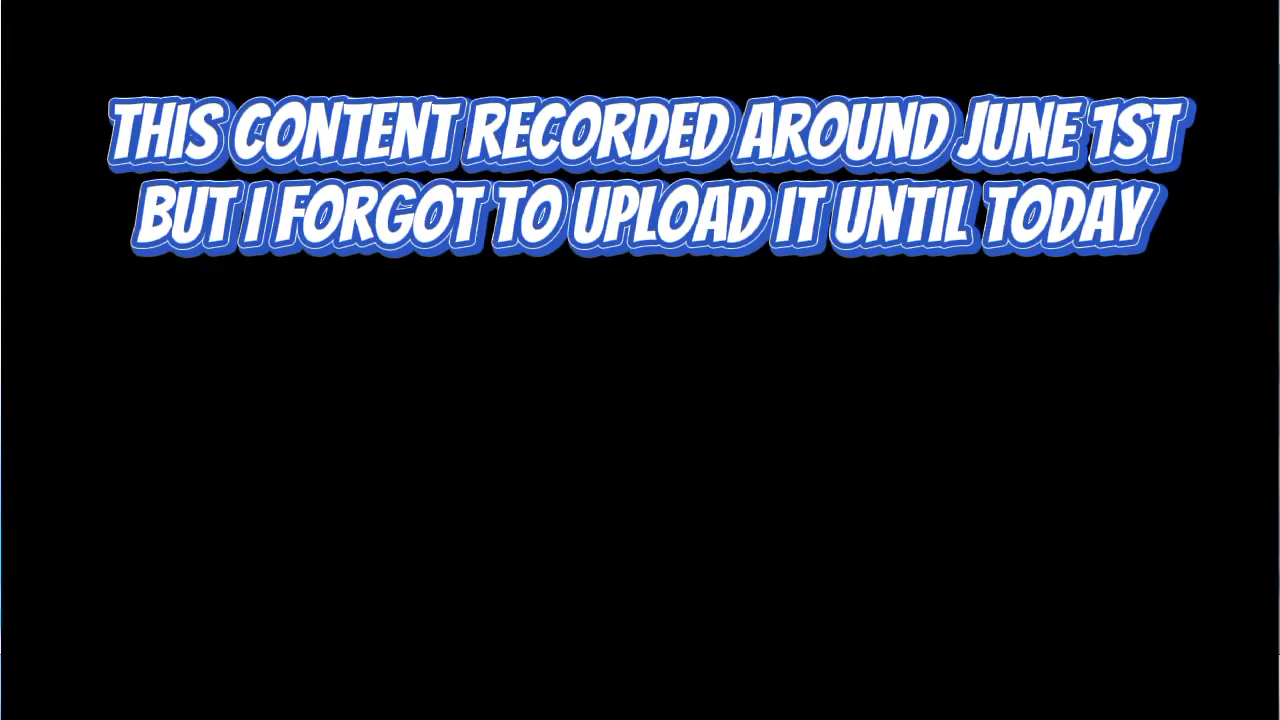 THIS CONTENT RECORDED AROUND JUNE 1ST
BUT I FORGOT TO UPLOAD IT UNTIL TODAY